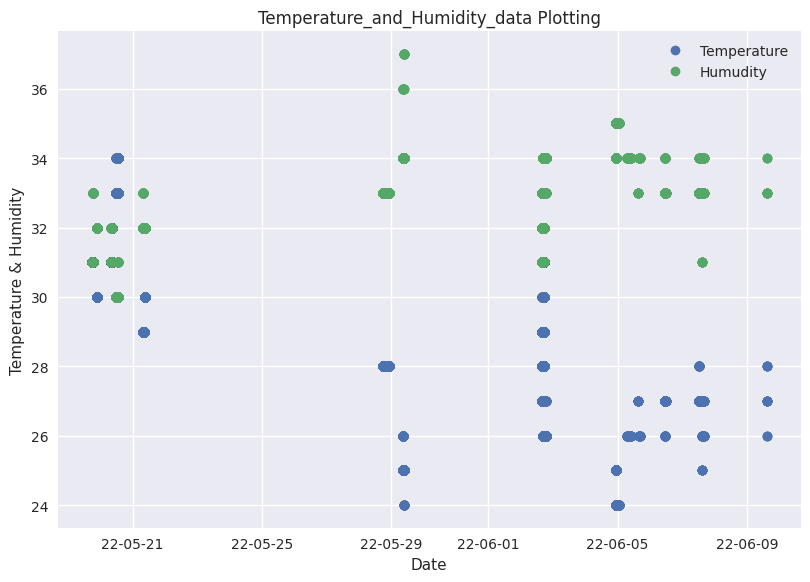 Temperature_and_Humidity_data Plotting
Temperature
Humudity
36
34
32
30
28
26
24
Temperature & Humidity
22-05-21 22-05-25 22-05-29 22-06-01 22-06-05 22-06-09
Date